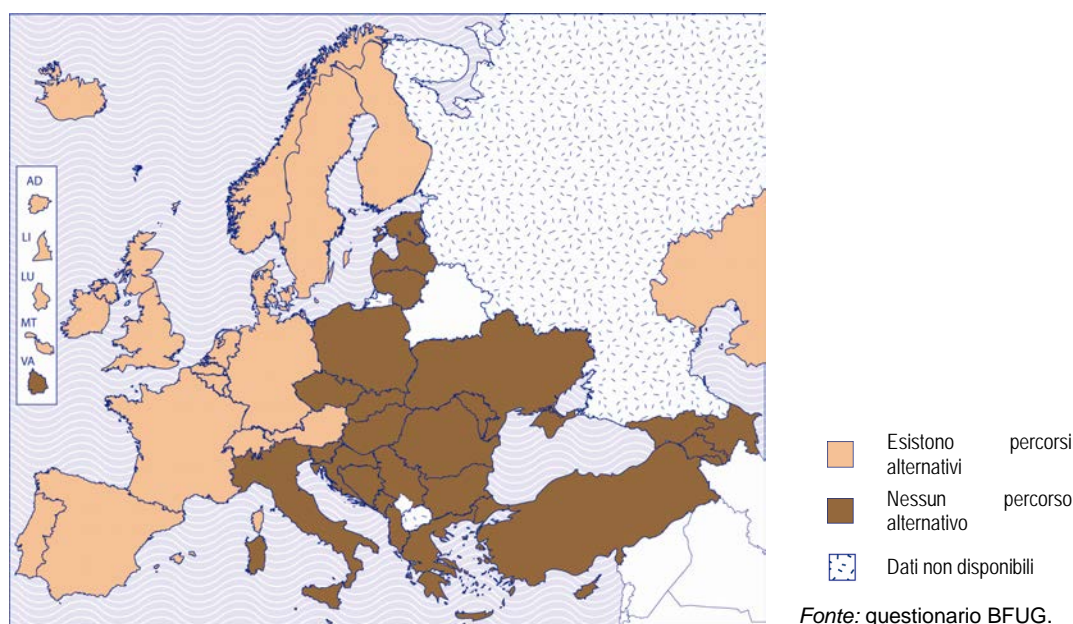 AD
LI
LU
MT
VA
Esistono percorsi
alternativi
Nessun percorso
alternativo
Dati non disponibili
Fonte: questionario BFUG.